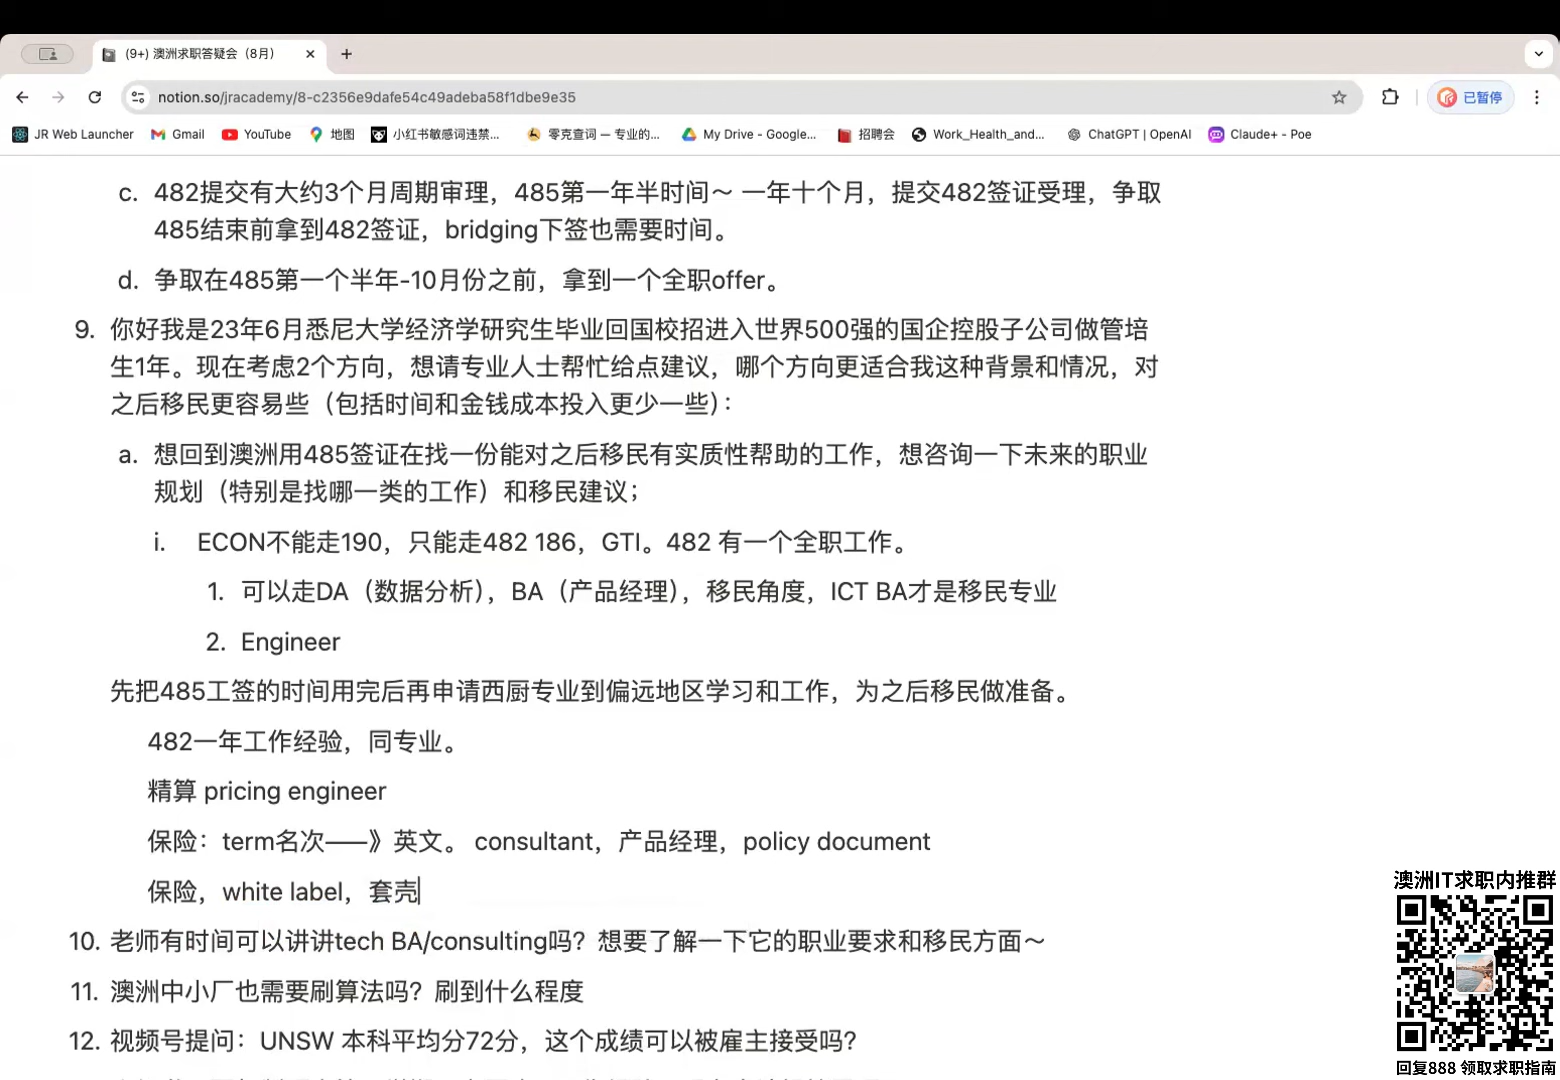 (9+) 澳洲求职答疑会（8月）
notion.so/jracademy/8-c2356e9dafe54c49adeba58f1dbe9e35
已暂停
JR Web Launcher
Gmail
YouTube
地图
小红书敏感词违禁...
零克查词 — 专业的...
My Drive - Google...
招聘会
Work_Health_and...
ChatGPT | OpenAI
Claude+ - Poe
c. 482提交有大约3个月周期审理，485第一年半时间～ 一年十个月，提交482签证受理，争取
485结束前拿到482签证，bridging下签也需要时间。
d. 争取在485第一个半年-10月份之前，拿到一个全职offer。
9. 你好我是23年6月悉尼大学经济学研究生毕业回国校招进入世界500强的国企控股子公司做管培
生1年。现在考虑2个方向，想请专业人士帮忙给点建议，哪个方向更适合我这种背景和情况，对
之后移民更容易些（包括时间和金钱成本投入更少一些）：
a. 想回到澳洲用485签证在找一份能对之后移民有实质性帮助的工作，想咨询一下未来的职业
规划（特别是找哪一类的工作）和移民建议；
i. ECON不能走190，只能走482 186，GTI。482 有一个全职工作。
1. 可以走DA（数据分析），BA（产品经理），移民角度，ICT BA才是移民专业
2. Engineer
先把485工签的时间用完后再申请西厨专业到偏远地区学习和工作，为之后移民做准备。
482一年工作经验，同专业。
精算 pricing engineer
保险：term名次——》英文。 consultant，产品经理，policy document
保险，white label，套壳
10. 老师有时间可以讲讲tech BA/consulting吗？想要了解一下它的职业要求和移民方面～
11. 澳洲中小厂也需要刷算法吗？刷到什么程度
12. 视频号提问：UNSW 本科平均分72分，这个成绩可以被雇主接受吗？
澳洲IT求职内推群
回复888 领取求职指南